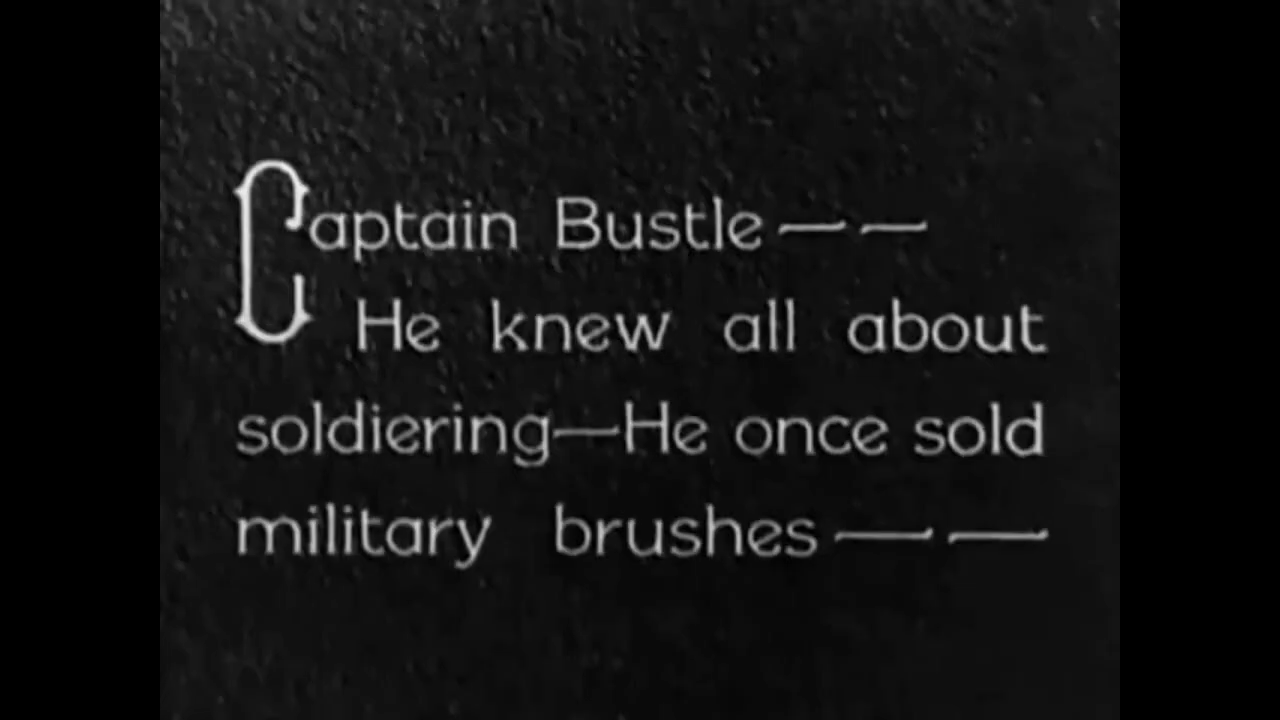 Captain Bustle — —
He knew all about
soldiering—He once sold
military brushes — —